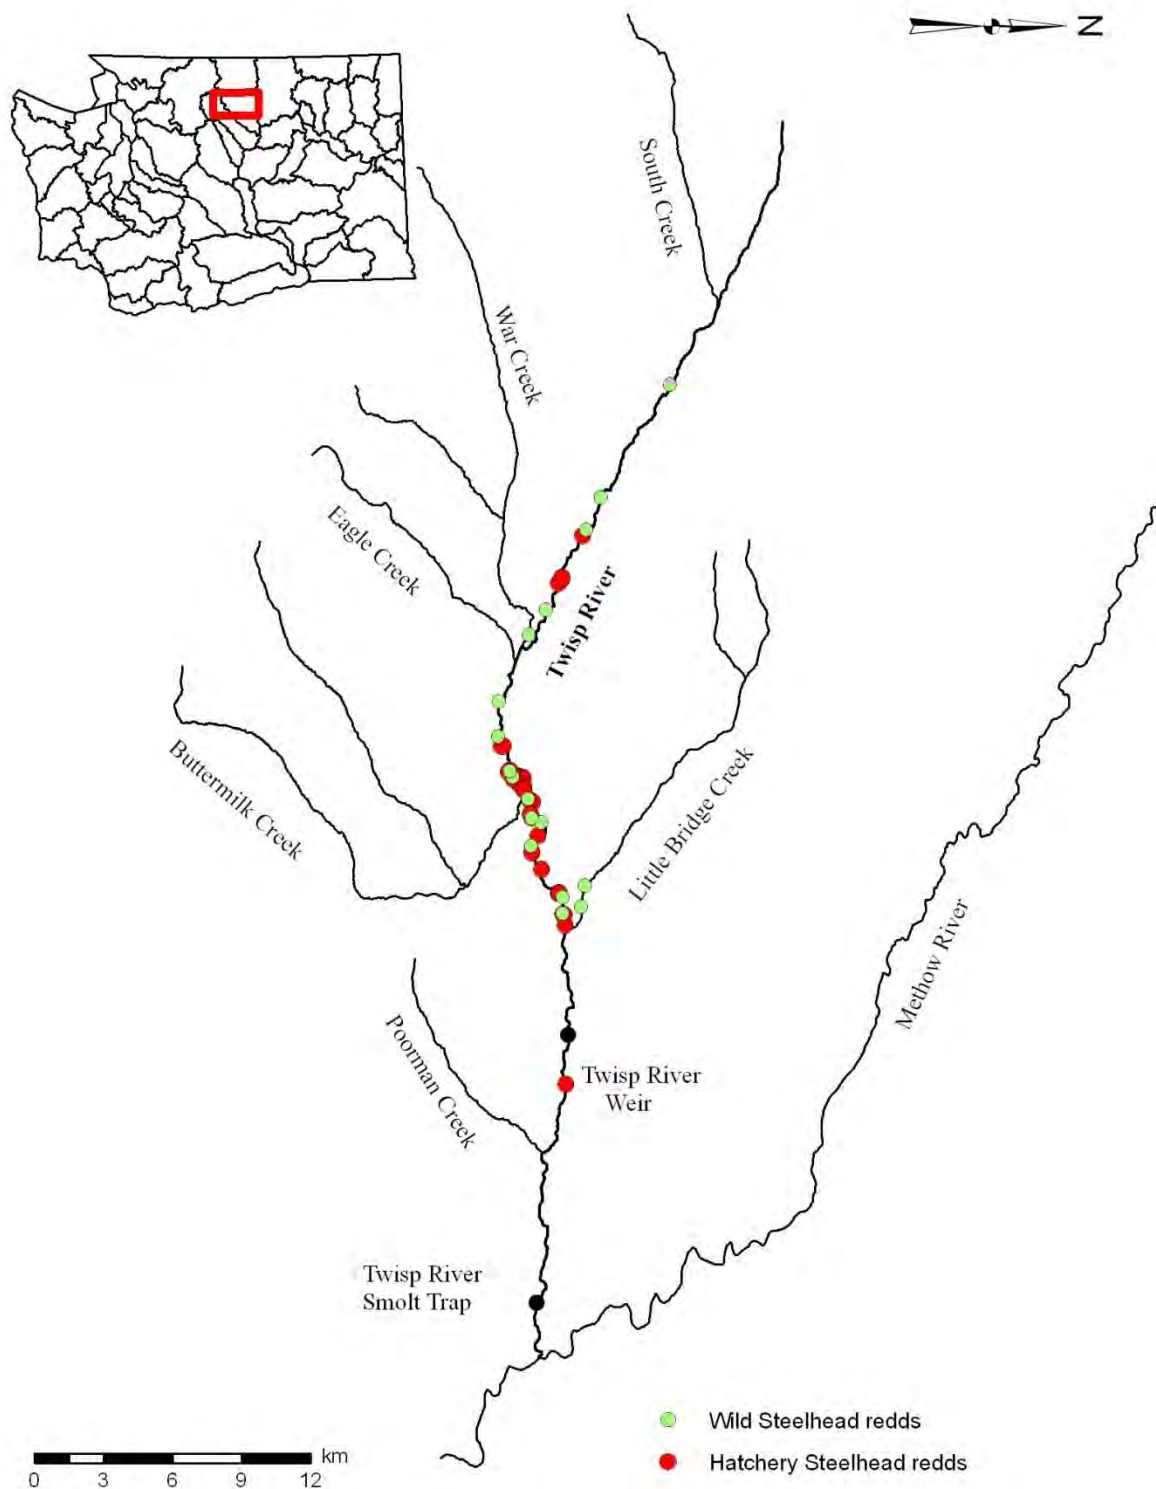 N
South Creek
War Creek
Eagle Creek
Twisp River
Buttermilk Creek
Little Bridge Creek
Methow River
Poorman Creek
Twisp River
Weir
Twisp River
Smolt Trap
Wild Steelhead redds
Hatchery Steelhead redds
km
0 3 6 9 12